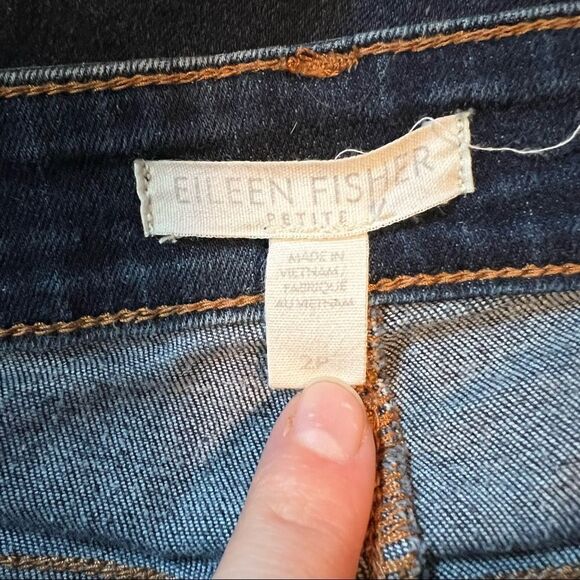 EILEEN FISHER
PETITE
MADE IN
VIETNAM/
FABRIQUÉ
AU VIETNAM
2P